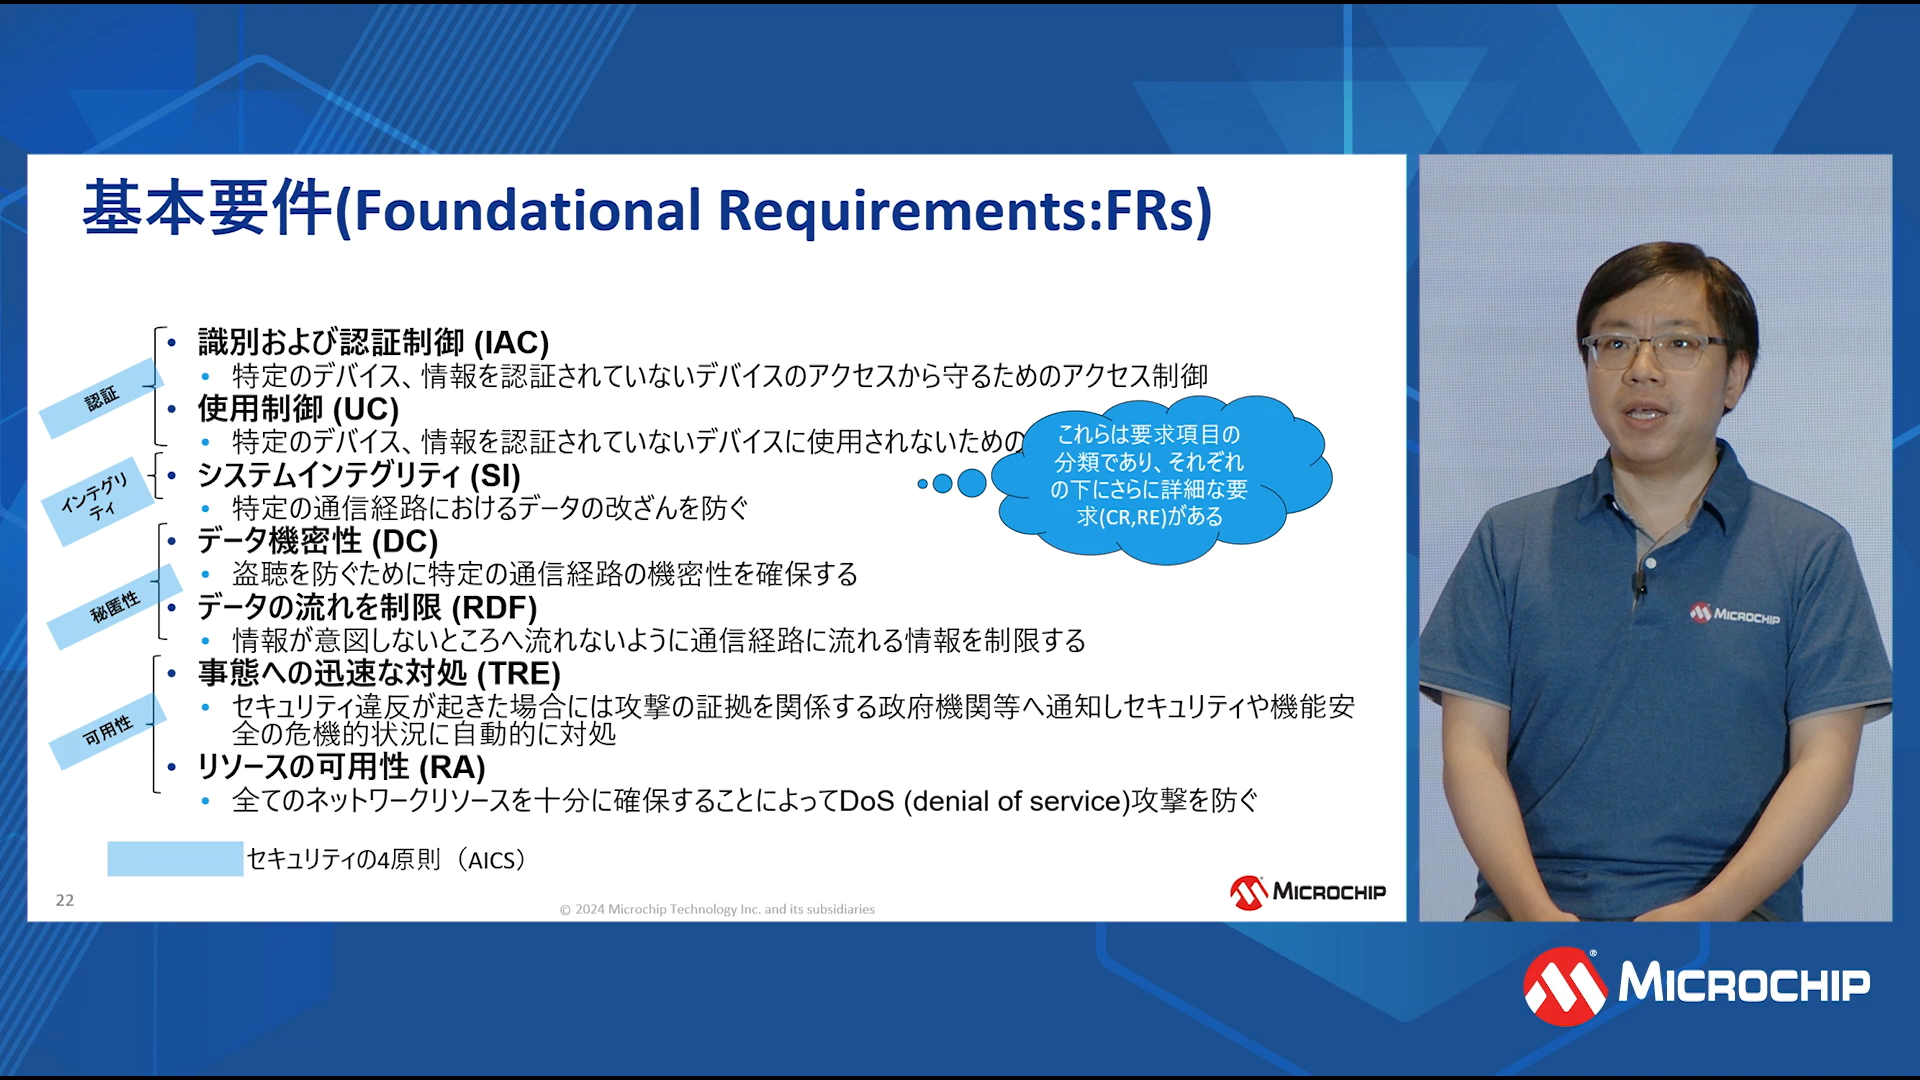 基本要件(Foundational Requirements:FRs)
• 識別および認証制御 (IAC)
• 特定のデバイス、情報を認証されていないデバイスのアクセスから守るためのアクセス制御
• 使用制御 (UC)
• 特定のデバイス、情報を認証されていないデバイスに使用されないための
• システムインテグリティ (SI)
• 特定の通信経路におけるデータの改ざんを防ぐ
• データ機密性 (DC)
• 盗聴を防ぐために特定の通信経路の機密性を確保する
• データの流れを制限 (RDF)
• 情報が意図しないところへ流れないように通信経路に流れる情報を制限する
• 事態への迅速な対処 (TRE)
• セキュリティ違反が起きた場合には攻撃の証拠を関係する政府機関等へ通知しセキュリティや機能安
全の危機的状況に自動的に対処
• リソースの可用性 (RA)
• 全てのネットワークリソースを十分に確保することによってDoS (denial of service)攻撃を防ぐ
認証
インテグリ
ティ
秘匿性
可用性
これらは要求項目の
分類であり、それぞれ
の下にさらに詳細な要
求(CR,RE)がある
セキュリティの4原則（AICS）
22
© 2024 Microchip Technology Inc. and its subsidiaries
MICROCHIP
MICROCHIP
MICROCHIP